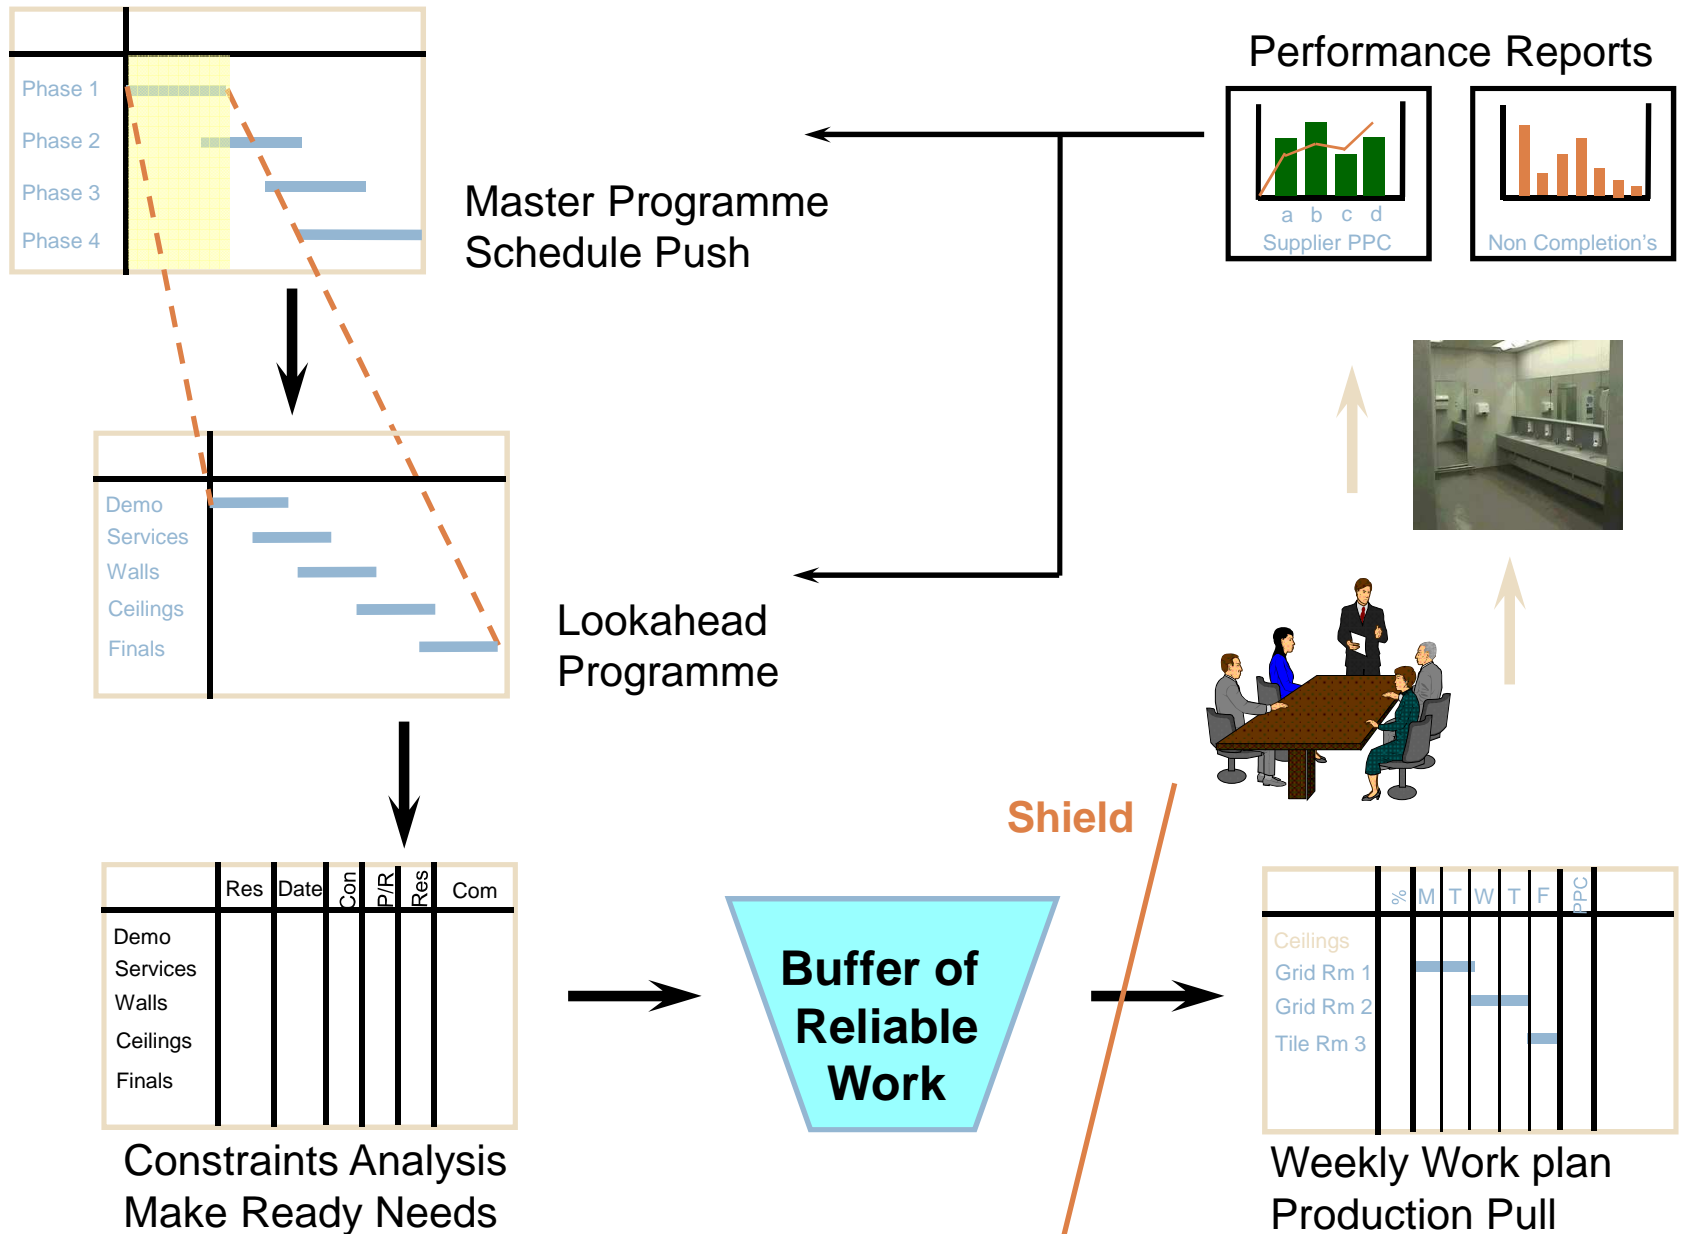 Phase 1
Phase 2
Phase 3
Phase 4
Master Programme
Schedule Push
Performance Reports
a b c d
Supplier PPC
Non Completion's
Demo
Services
Walls
Ceilings
Finals
Lookahead
Programme
Shield
Res Date Con P/R Res Com
Demo
Services
Walls
Ceilings
Finals
Constraints Analysis
Make Ready Needs
Buffer of
Reliable
Work
% M T W T F PPC
Ceilings
Grid Rm 1
Grid Rm 2
Tile Rm 3
Weekly Work plan
Production Pull